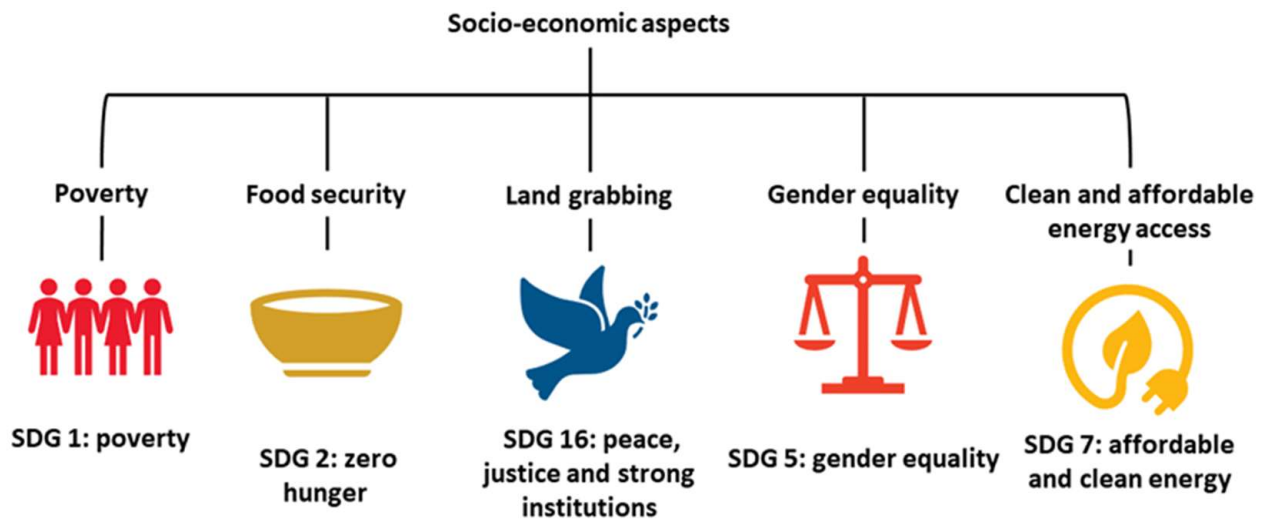 Socio-economic aspects
Poverty
Food security
Land grabbing
Gender equality
Clean and affordable
energy access
SDG 1: poverty
SDG 2: zero
hunger
SDG 16: peace,
justice and strong
institutions
SDG 5: gender equality
SDG 7: affordable
and clean energy